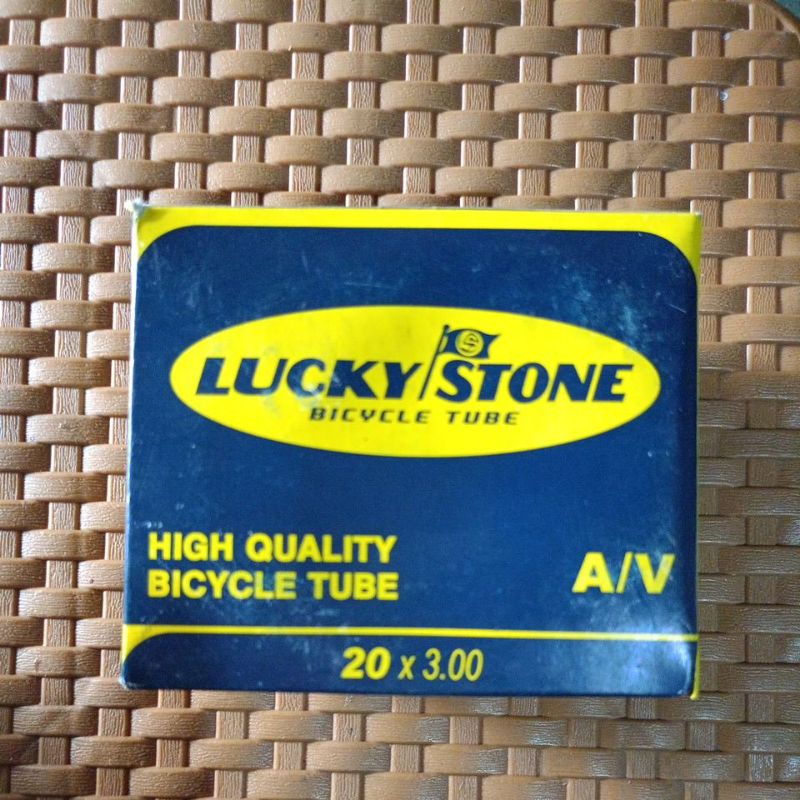 LUCKY STONE
BICYCLE TUBE
HIGH QUALITY
BICYCLE TUBE
A/V
20 x 3.00